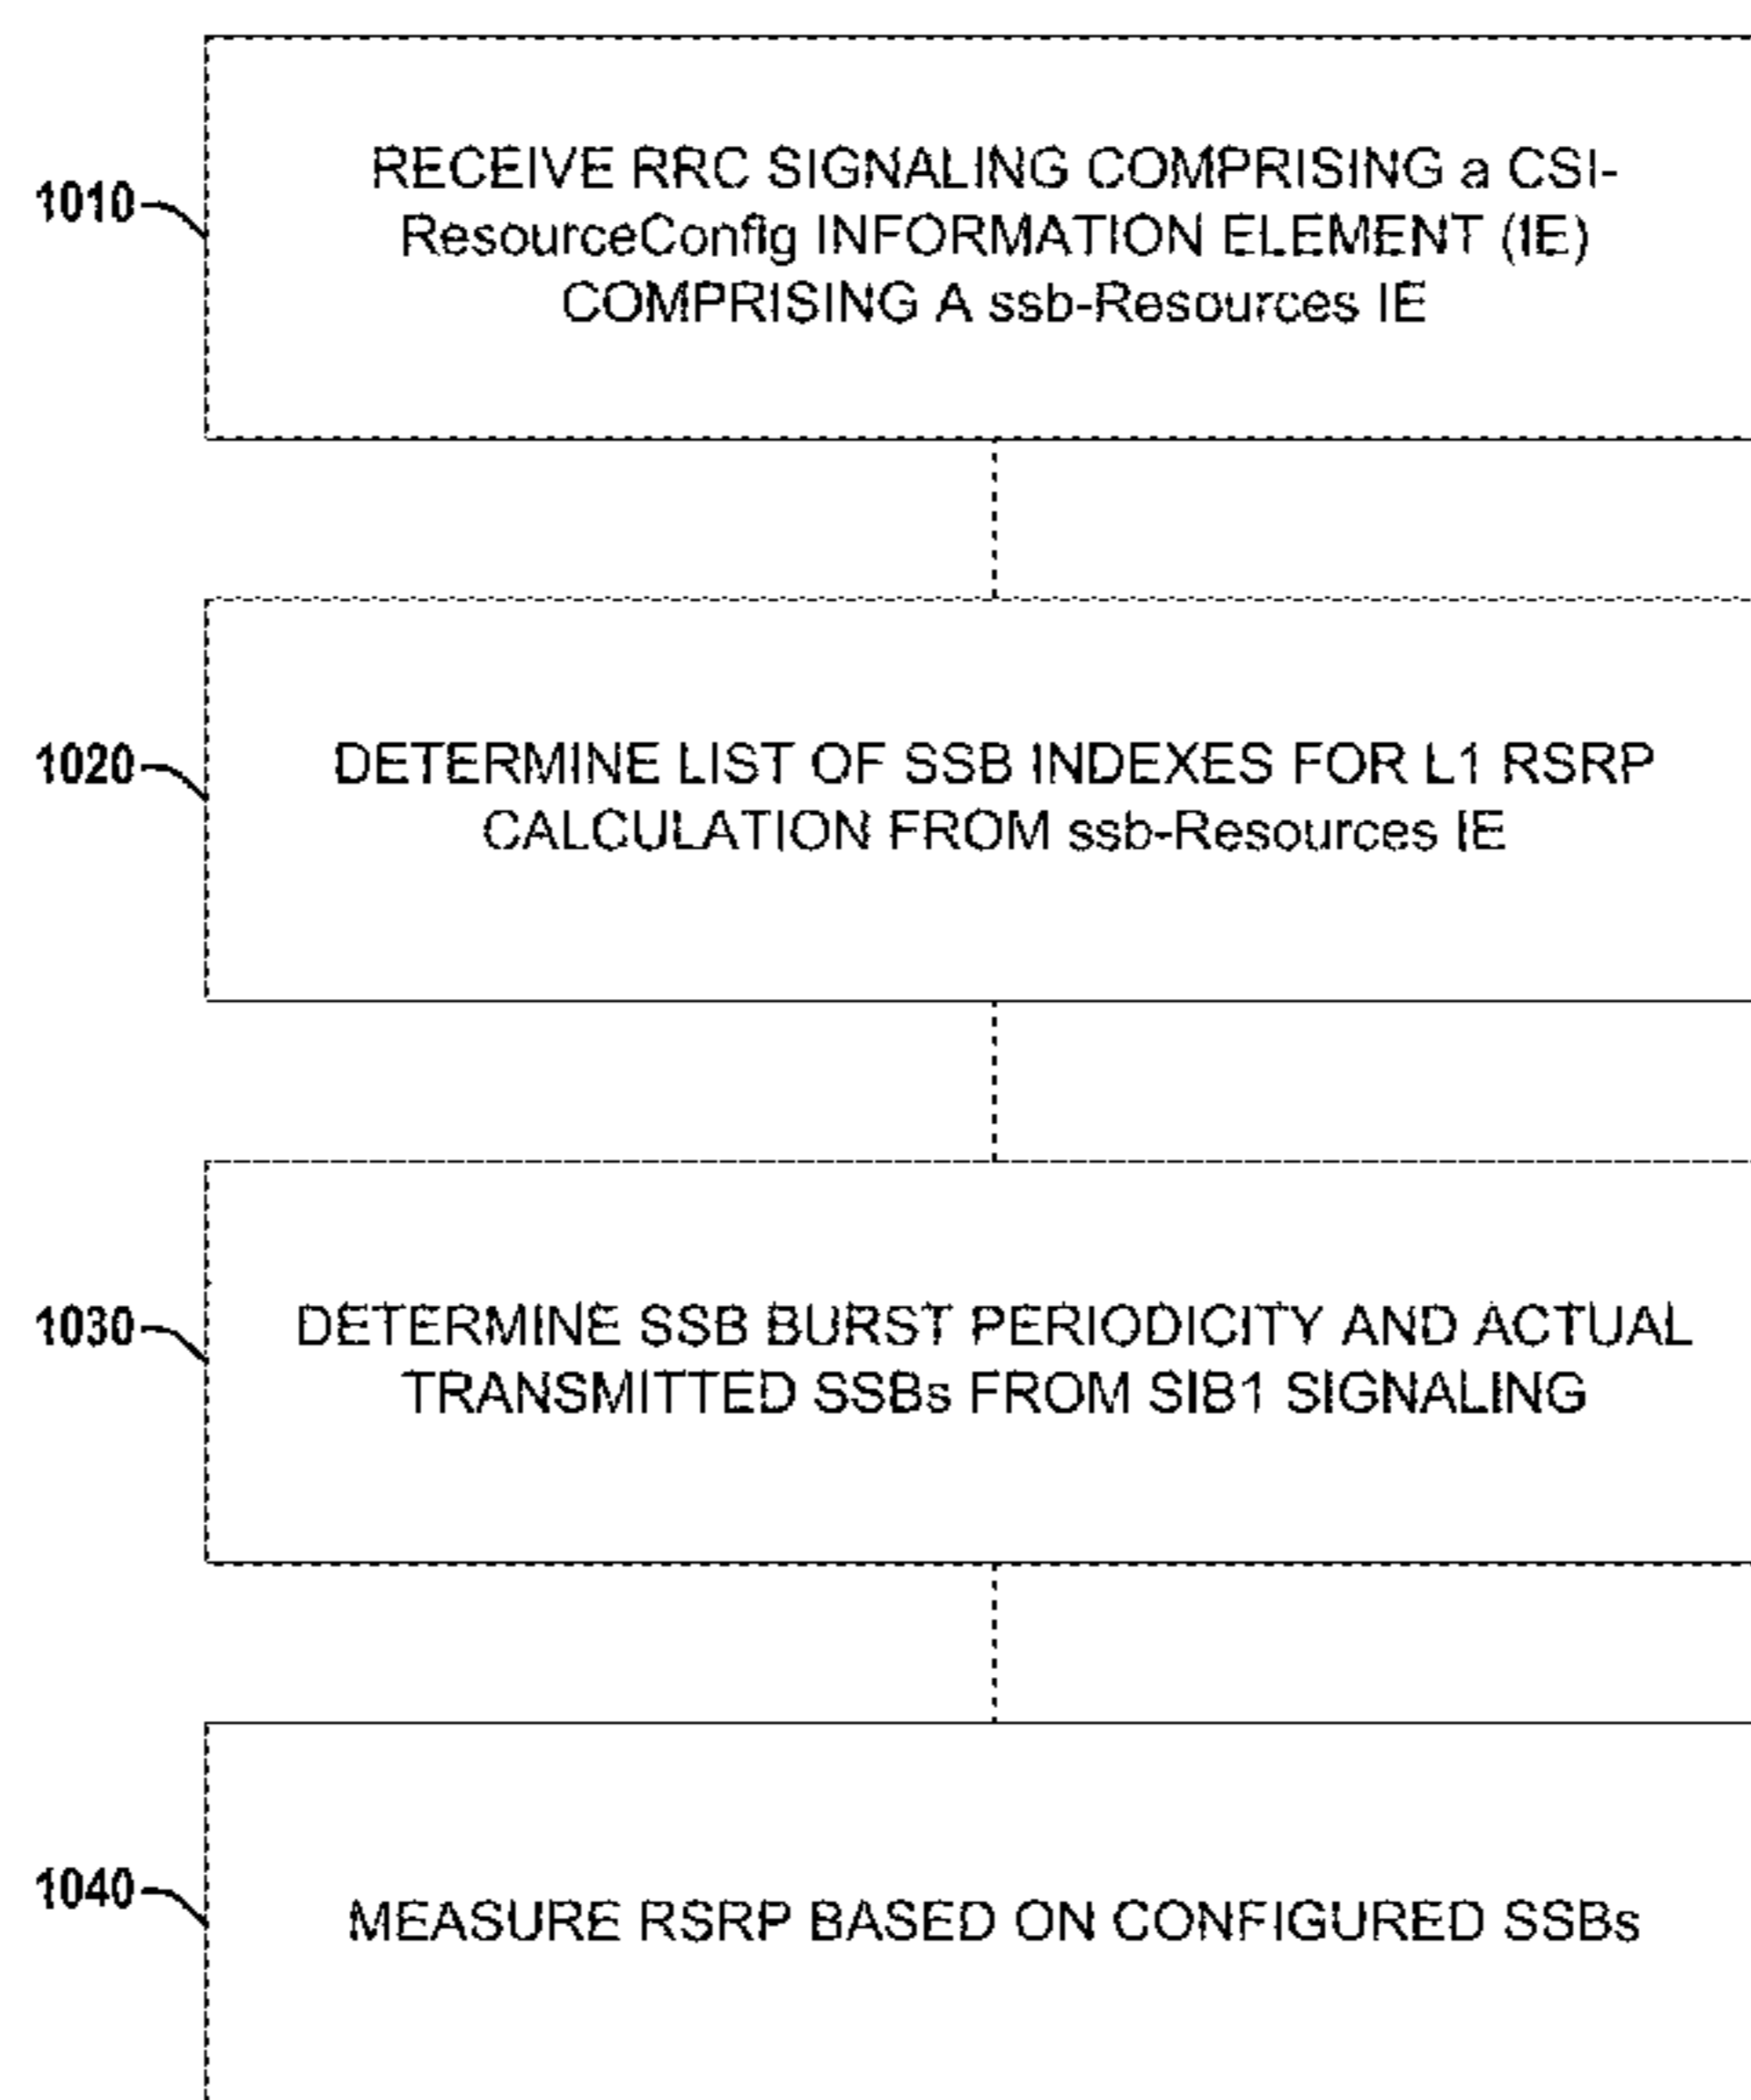 1010
RECEIVE RRC SIGNALING COMPRISING a CSI-
ResourceConfig INFORMATION ELEMENT (IE)
COMPRISING A ssb-Resources IE
1020
DETERMINE LIST OF SSB INDEXES FOR L1 RSRP
CALCULATION FROM ssb-Resources IE
1030
DETERMINE SSB BURST PERIODICITY AND ACTUAL
TRANSMITTED SSBs FROM SIB1 SIGNALING
1040
MEASURE RSRP BASED ON CONFIGURED SSBs